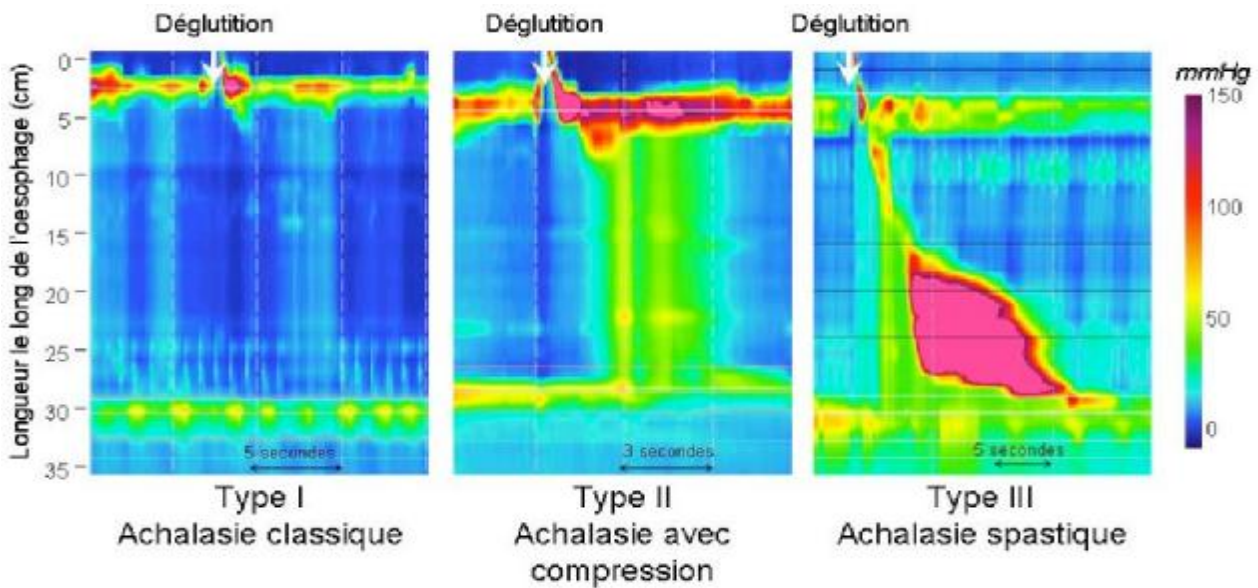 Déglutition Déglutition Déglutition
Longueur le long de l'oesophage (cm)
0
5
10
15
20
25
30
35
5 secondes
3 secondes
5 secondes
mmHg
150
100
50
0
Type I
Achalasie classique
Type II
Achalasie avec
compression
Type III
Achalasie spastique